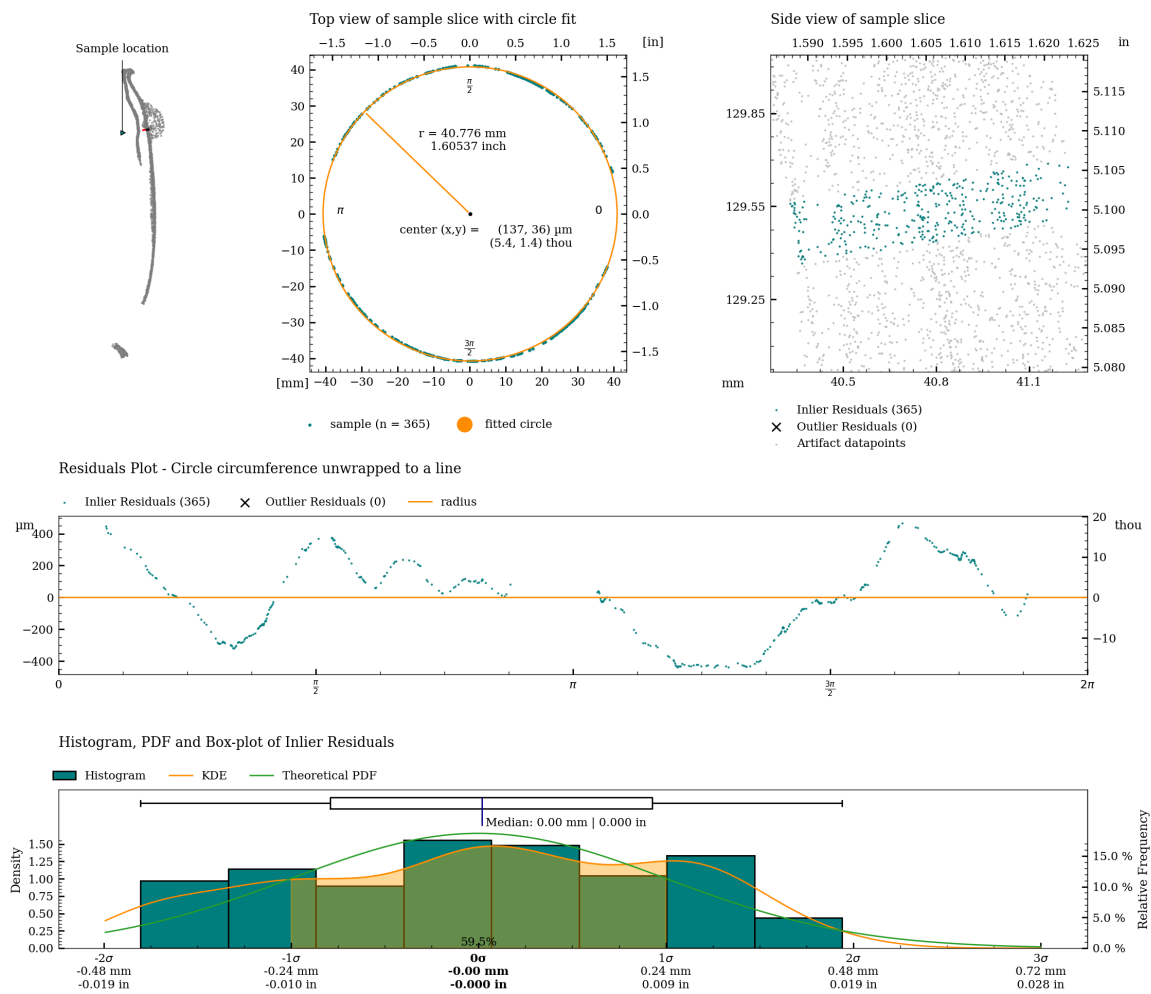 Sample location
Top view of sample slice with circle fit
−1.5 −1.0 −0.5 0.0 0.5 1.0 1.5 [in]
40 30 20 10 0 −10 −20 −30 −40
1.5 1.0 0.5 0.0 −0.5 −1.0 −1.5
π/2
r = 40.776 mm
1.60537 inch
π 0
center (x,y) = (137, 36) µm
(5.4, 1.4) thou
3π/2
[mm] −40 −30 −20 −10 0 10 20 30 40
sample (n = 365) fitted circle
Side view of sample slice
1.590 1.595 1.600 1.605 1.610 1.615 1.620 1.625 in
129.85 129.55 129.25
5.115 5.110 5.105 5.100 5.095 5.090 5.085 5.080
mm 40.5 40.8 41.1
Inlier Residuals (365)
Outlier Residuals (0)
Artifact datapoints
Residuals Plot - Circle circumference unwrapped to a line
Inlier Residuals (365) Outlier Residuals (0) radius
µm thou
400 200 0 −200 −400
20 10 0 −10
0 π/2 π 3π/2 2π
Histogram, PDF and Box-plot of Inlier Residuals
Histogram KDE Theoretical PDF
Median: 0.00 mm | 0.000 in
Density
1.50 1.25 1.00 0.75 0.50 0.25 0.00
Relative Frequency
15.0 % 10.0 % 5.0 % 0.0 %
59.5%
-2σ -1σ 0σ 1σ 2σ 3σ
-0.48 mm -0.24 mm -0.00 mm 0.24 mm 0.48 mm 0.72 mm
-0.019 in -0.010 in -0.000 in 0.009 in 0.019 in 0.028 in